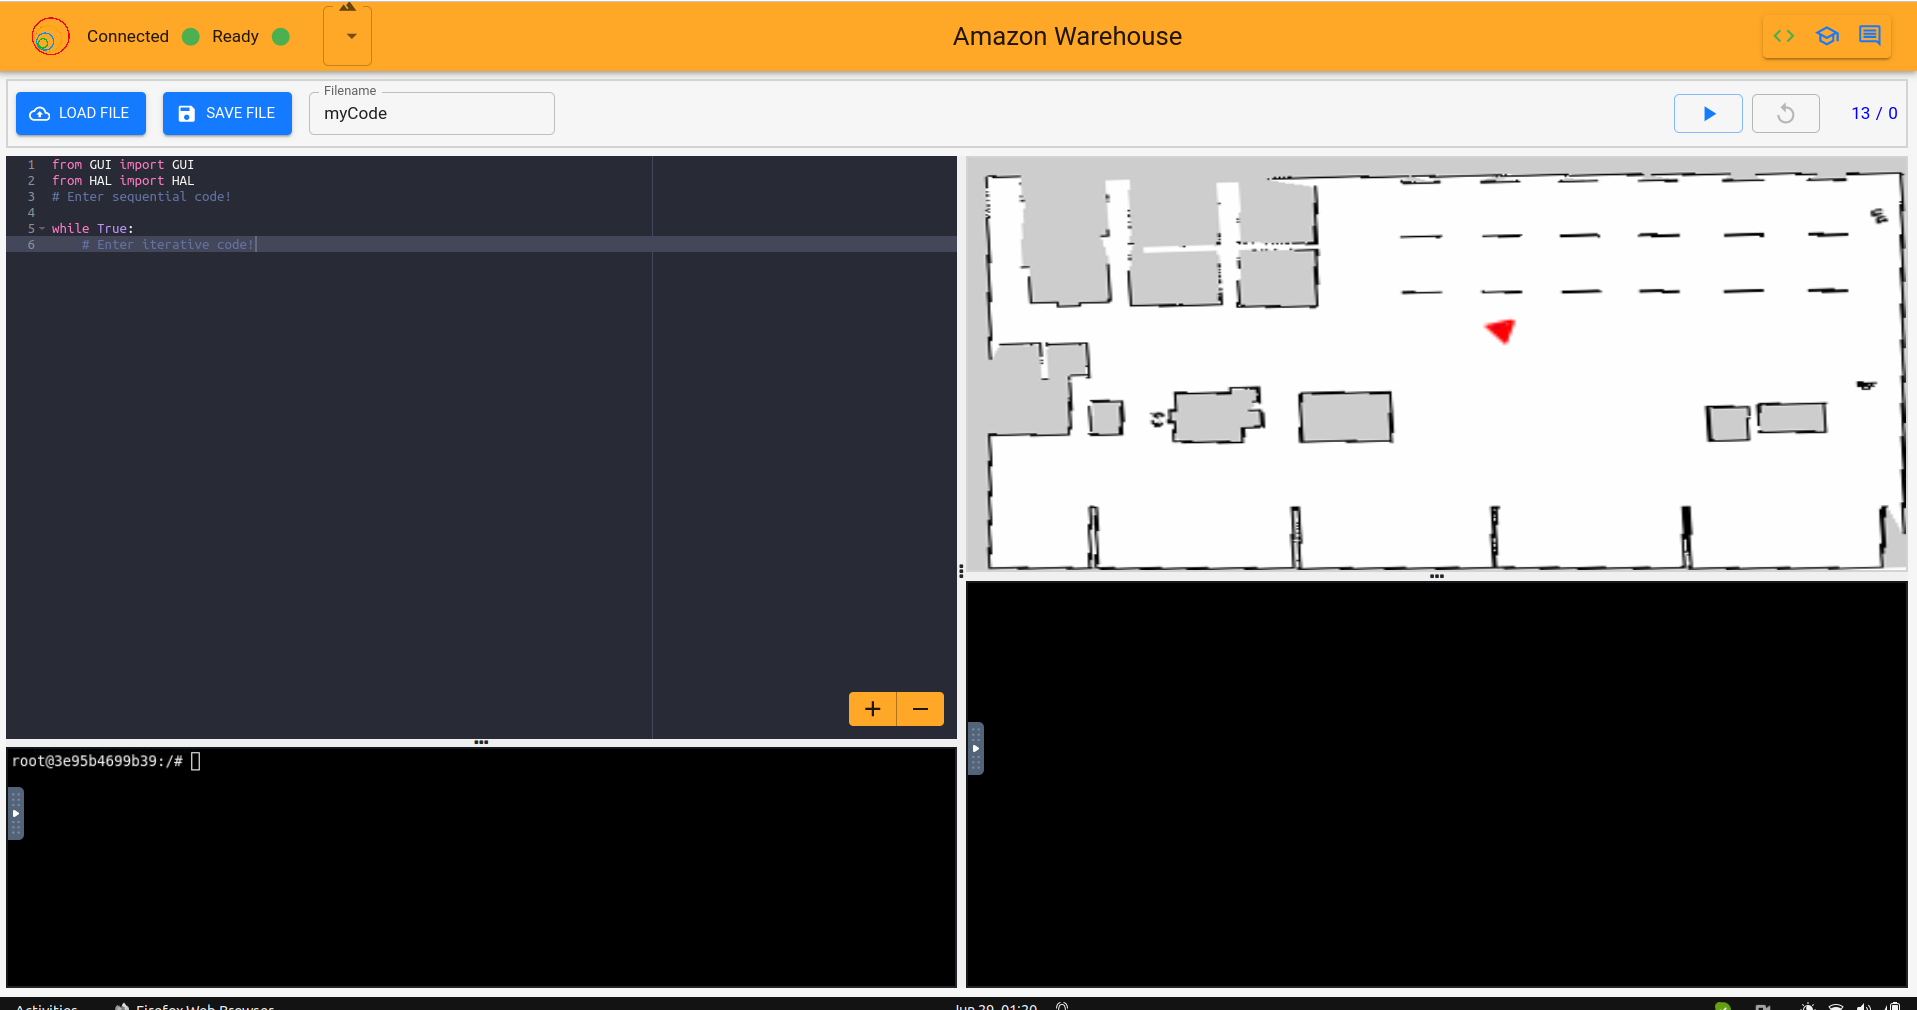 Connected Ready
Amazon Warehouse
LOAD FILE
SAVE FILE
Filename
myCode
13 / 0
1 from GUI import GUI
2 from HAL import HAL
3 # Enter sequential code!
4
5 while True:
6 # Enter iterative code!
root@3e95b4699b39:/#
Activities
Firefox Web Browser
Jun 29 01:20